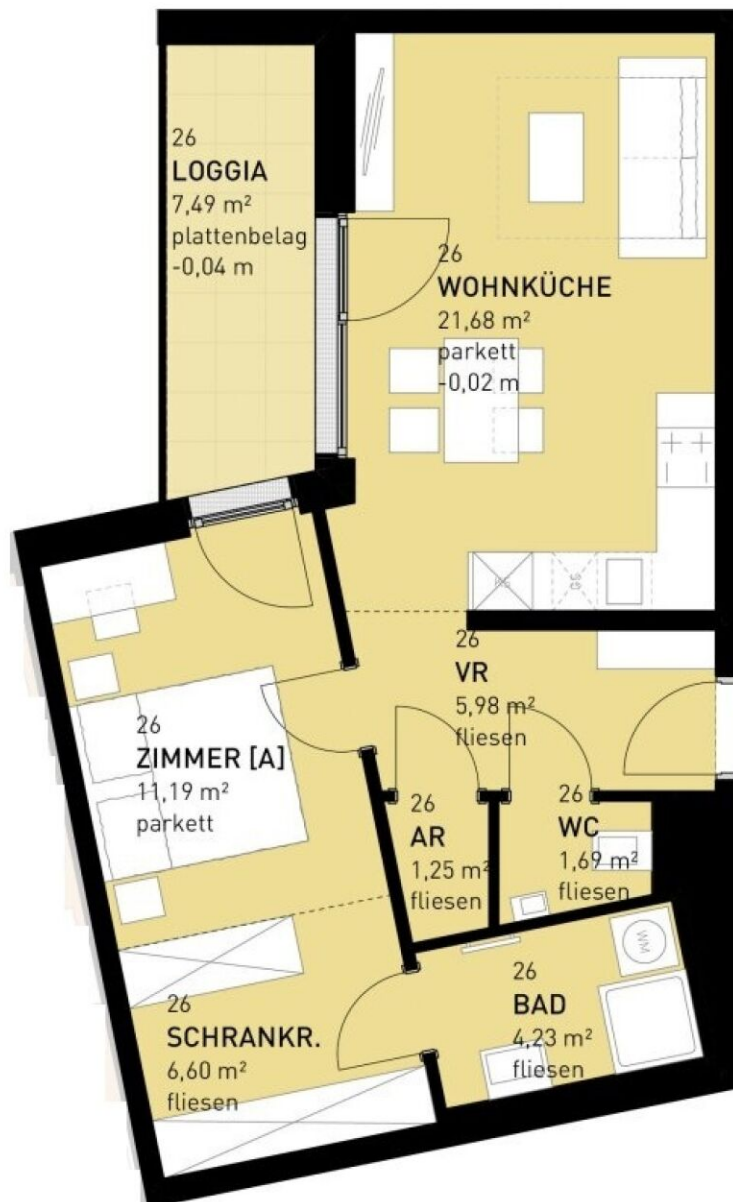 26
LOGGIA
7,49 m²
plattenbelag
-0,04 m
26
WOHNKÜCHE
21,68 m²
parkett
-0,02 m
GS
26
VR
5,98 m²
fliesen
26
ZIMMER [A]
11,19 m²
parkett
26
AR
1,25 m²
fliesen
26
WC
1,69 m²
fliesen
26
BAD
4,23 m²
fliesen
WM
26
SCHRANKR.
6,60 m²
fliesen